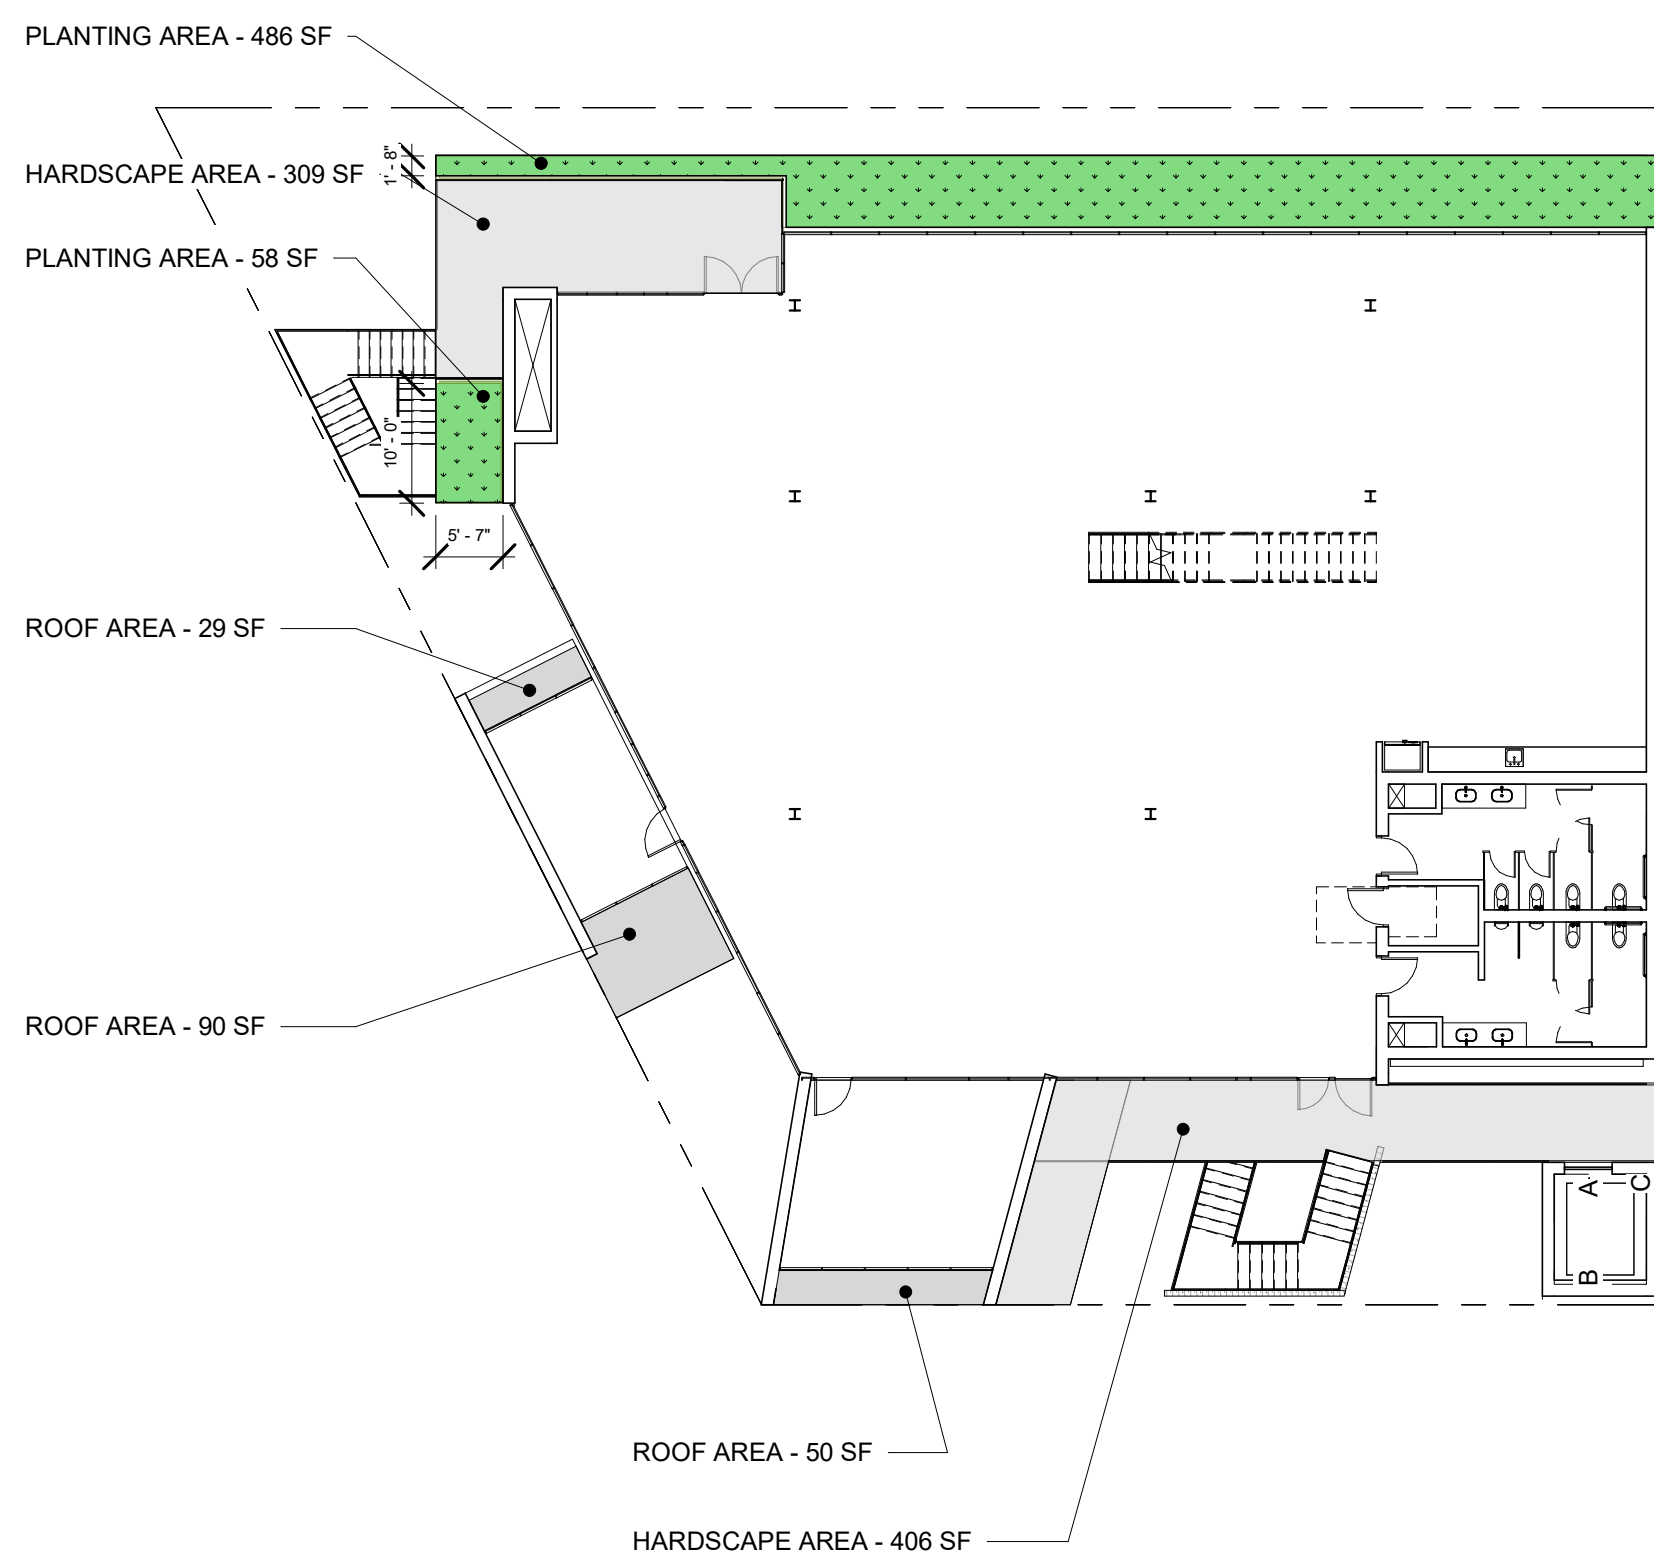 PLANTING AREA - 486 SF
1' - 8"
HARDSCAPE AREA - 309 SF
PLANTING AREA - 58 SF
10' - 0"
5' - 7"
ROOF AREA - 29 SF
ROOF AREA - 90 SF
A
C
B
ROOF AREA - 50 SF
HARDSCAPE AREA - 406 SF